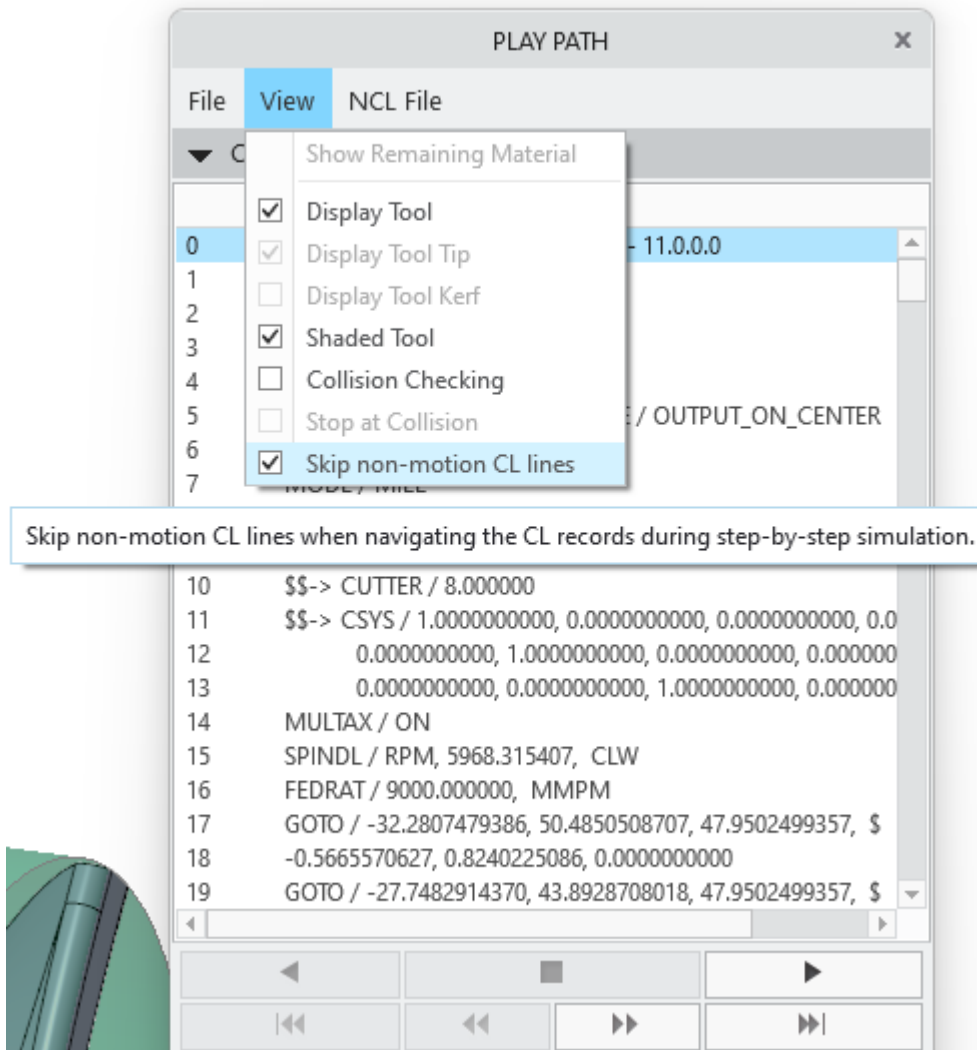 PLAY PATH
File View NCL File
C
Show Remaining Material
Display Tool
0 - 11.0.0.0
Display Tool Tip
1
Display Tool Kerf
2
3 Shaded Tool
4 Collision Checking
5 / OUTPUT_ON_CENTER
Stop at Collision
6
Skip non-motion CL lines
7 MODE / MILL
Skip non-motion CL lines when navigating the CL records during step-by-step simulation.
10 $$-> CUTTER / 8.000000
11 $$-> CSYS / 1.0000000000, 0.0000000000, 0.0000000000, 0.0
12 0.0000000000, 1.0000000000, 0.0000000000, 0.000000
13 0.0000000000, 0.0000000000, 1.0000000000, 0.000000
14 MULTAX / ON
15 SPINDL / RPM, 5968.315407, CLW
16 FEDRAT / 9000.000000, MMPM
17 GOTO / -32.2807479386, 50.4850508707, 47.9502499357, $
18 -0.5665570627, 0.8240225086, 0.0000000000
19 GOTO / -27.7482914370, 43.8928708018, 47.9502499357, $